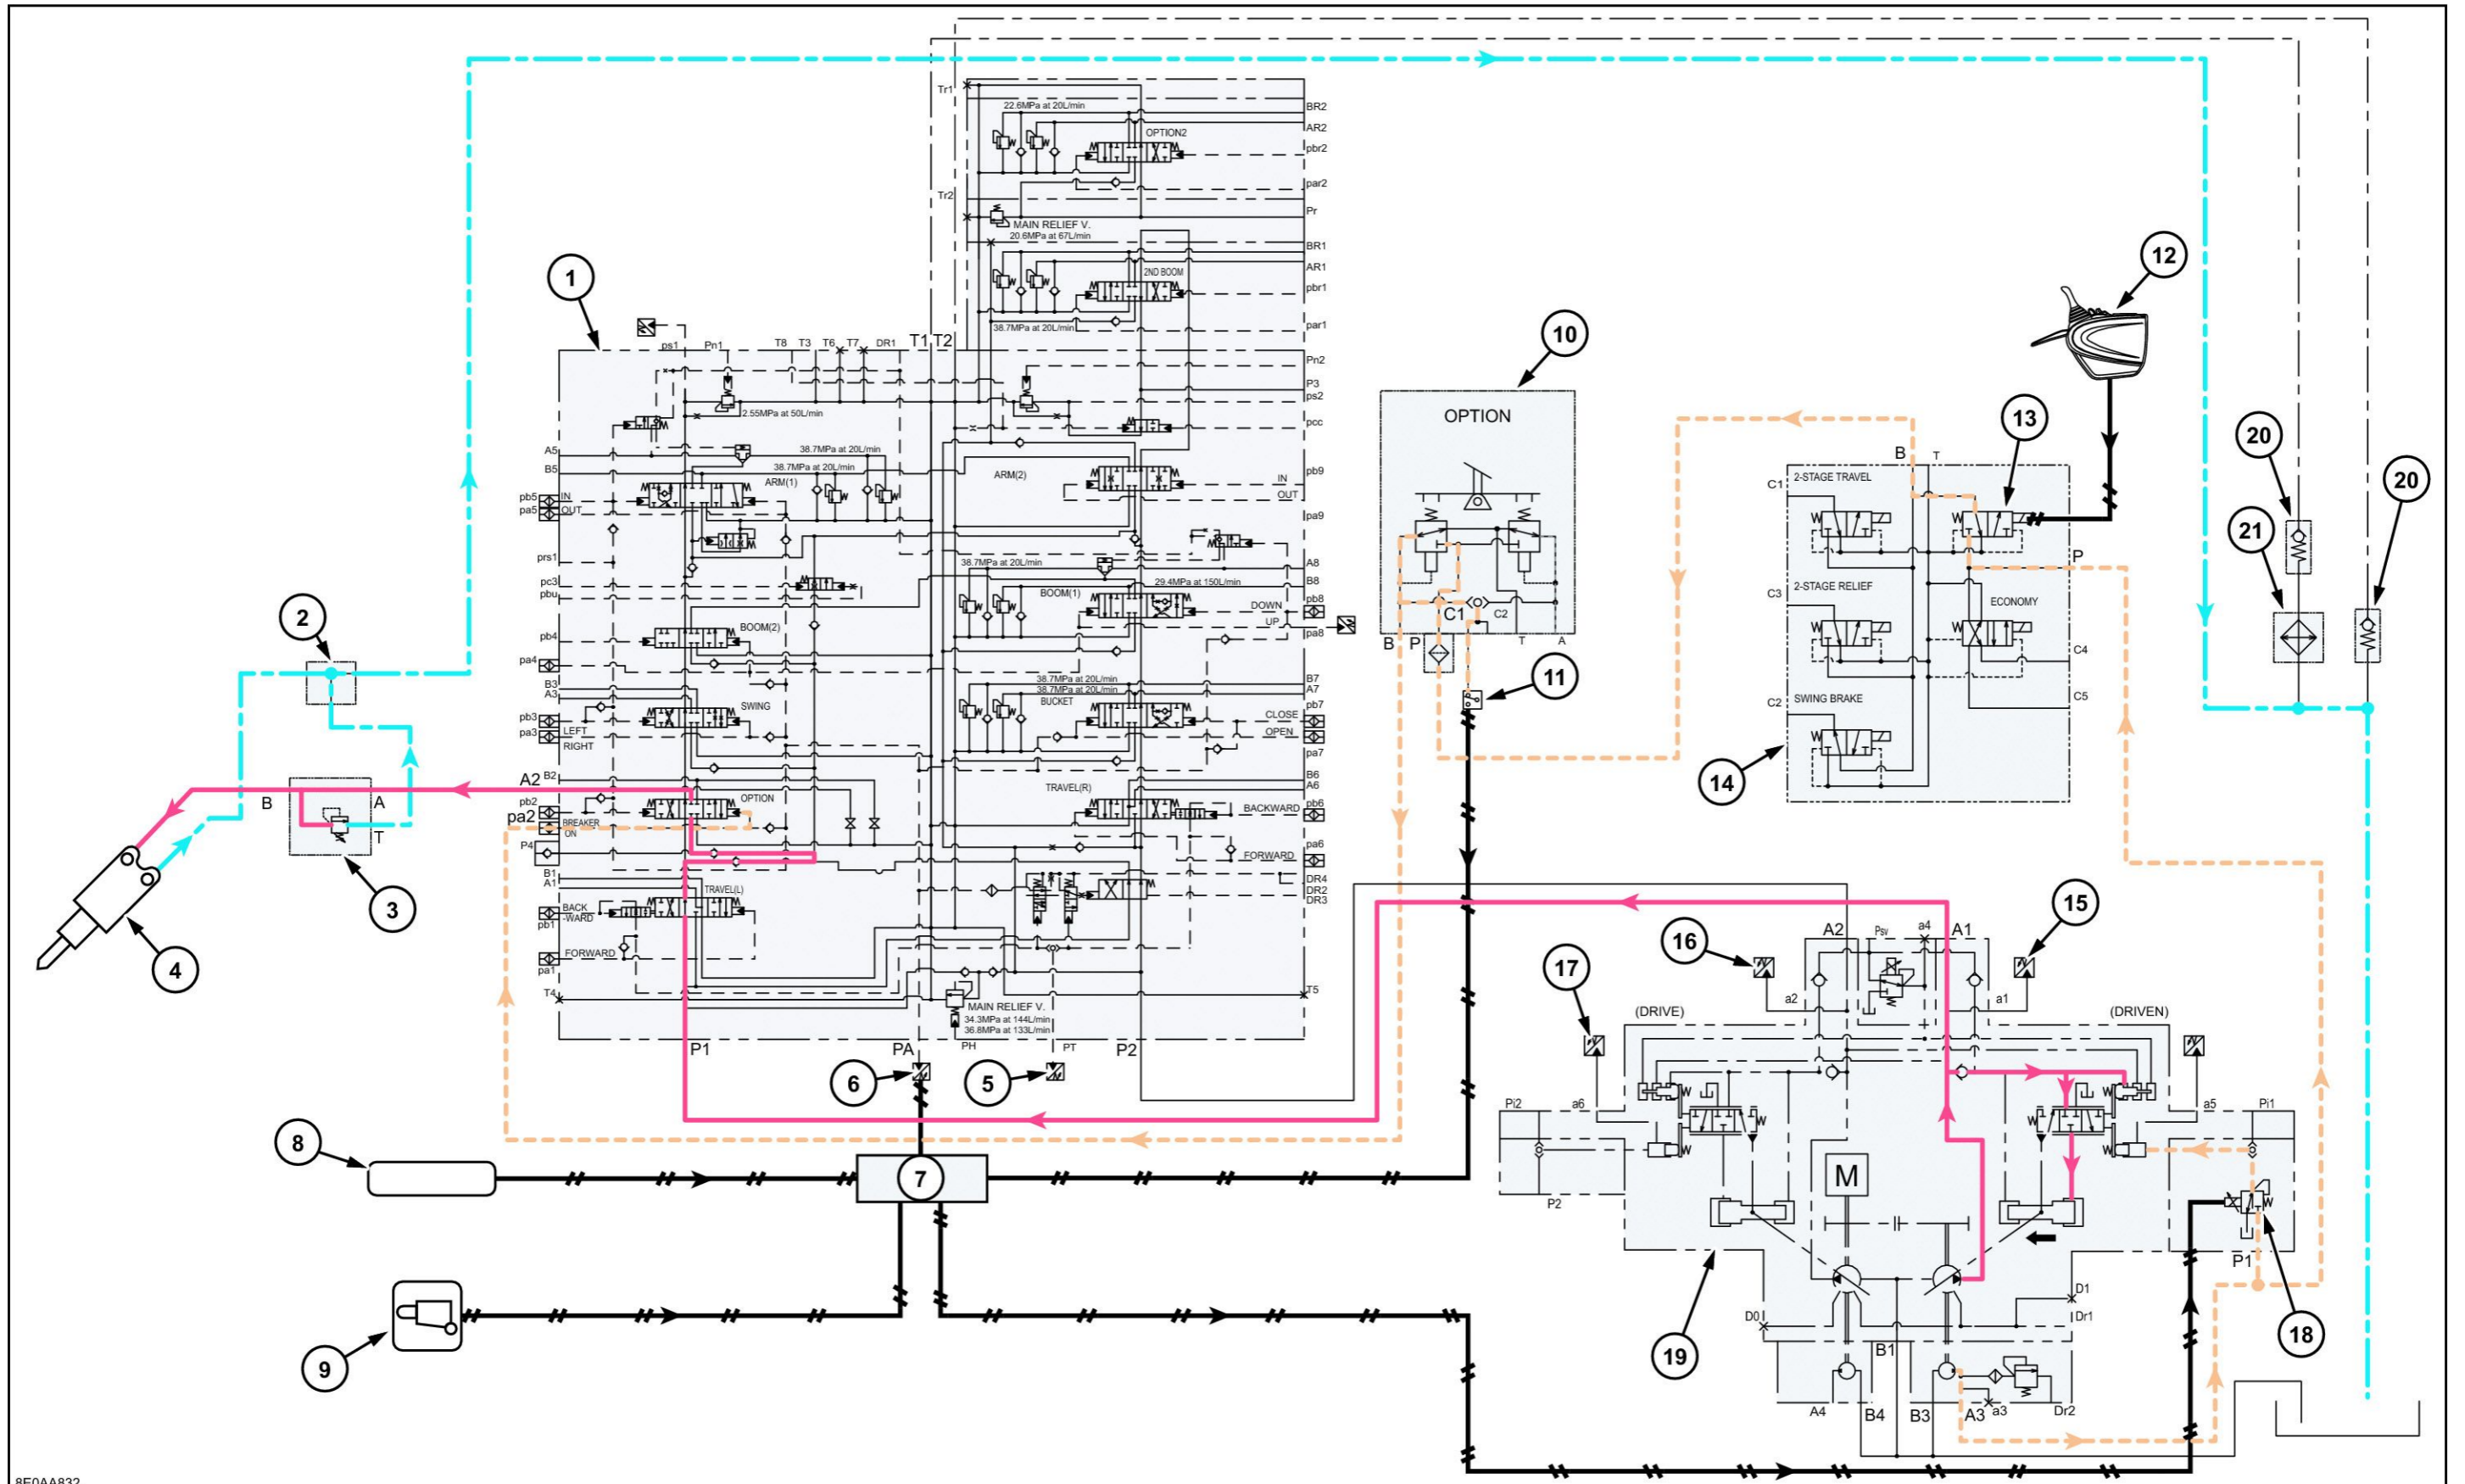 Tr1
22.6MPa at 20L/min
BR2
AR2
OPTION2
pbr2
par2
Tr2
Pr
MAIN RELIEF V.
20.6MPa at 67L/min
BR1
AR1
2ND BOOM
pbr1
38.7MPa at 20L/min
par1
1
12
10
ps1
Pn1
T8
T3
T6
T7
DR1
T1
T2
Pn2
P3
ps2
2.55MPa at 50L/min
pcc
OPTION
13
20
20
21
A5
B5
38.7MPa at 20L/min
38.7MPa at 20L/min
ARM(1)
ARM(2)
pb9
IN
OUT
pb5
IN
pa5
OUT
pa9
prs1
38.7MPa at 20L/min
A8
B8
29.4MPa at 150L/min
pc3
pbu
BOOM(1)
DOWN
pb8
UP
pa8
pb4
BOOM(2)
pa4
B
T
C1
2-STAGE TRAVEL
P
C3
2-STAGE RELIEF
ECONOMY
C4
C2
SWING BRAKE
C5
C1
C2
B
P
T
A
11
14
2
B3
A3
SWING
38.7MPa at 20L/min
38.7MPa at 20L/min
BUCKET
B7
A7
pb7
CLOSE
OPEN
pa7
pb3
LEFT
pa3
RIGHT
A2
B2
B
A
T
3
4
pb2
OPTION
pa2
BREAKER
ON
P4
TRAVEL(R)
B6
A6
BACKWARD
pb6
pa6
FORWARD
B1
A1
TRAVEL(L)
DR4
DR2
DR3
BACK
-WARD
pb1
FORWARD
pa1
T4
T5
MAIN RELIEF V.
34.3MPa at 144L/min
36.8MPa at 133L/min
P1
PA
PH
PT
P2
6
5
16
A2
Psv
a4
A1
15
17
a2
a1
(DRIVE)
(DRIVEN)
Pi2
a6
a5
Pi1
P2
M
P1
8
7
9
19
18
D0
D1
Dr1
B1
A4
B4
B3
A3
a3
Dr2
8E0AA832